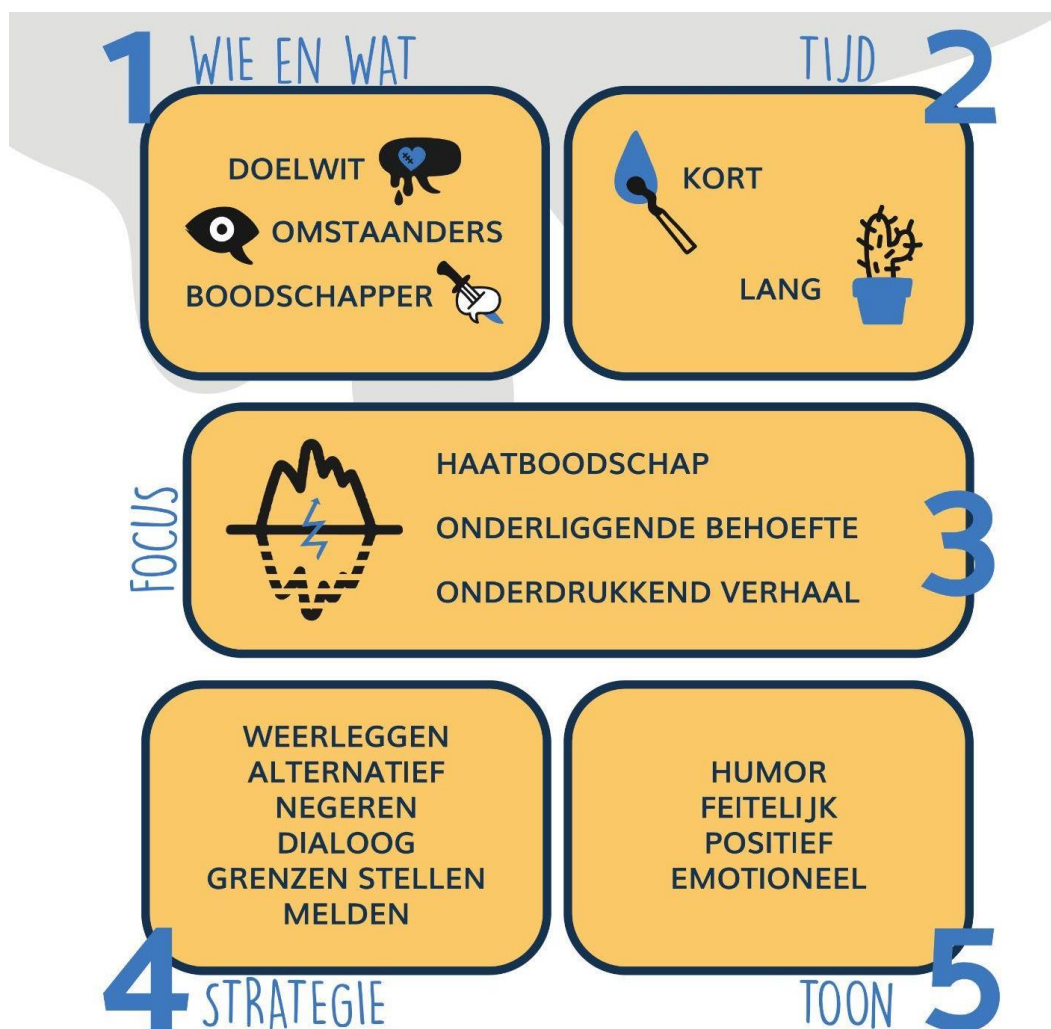 1 WIE EN WAT
DOELWIT
OMSTAANDERS
BOODSCHAPPER
TIJD 2
KORT
LANG
FOCUS
HAATBOODSCHAP
ONDERLIGGENDE BEHOEFTE
ONDERDRUKKEND VERHAAL
3
WEERLEGGEN
ALTERNATIEF
NEGEREN
DIALOOG
GRENZEN STELLEN
MELDEN
4 STRATEGIE
HUMOR
FEITELIJK
POSITIEF
EMOTIONEEL
TOON 5